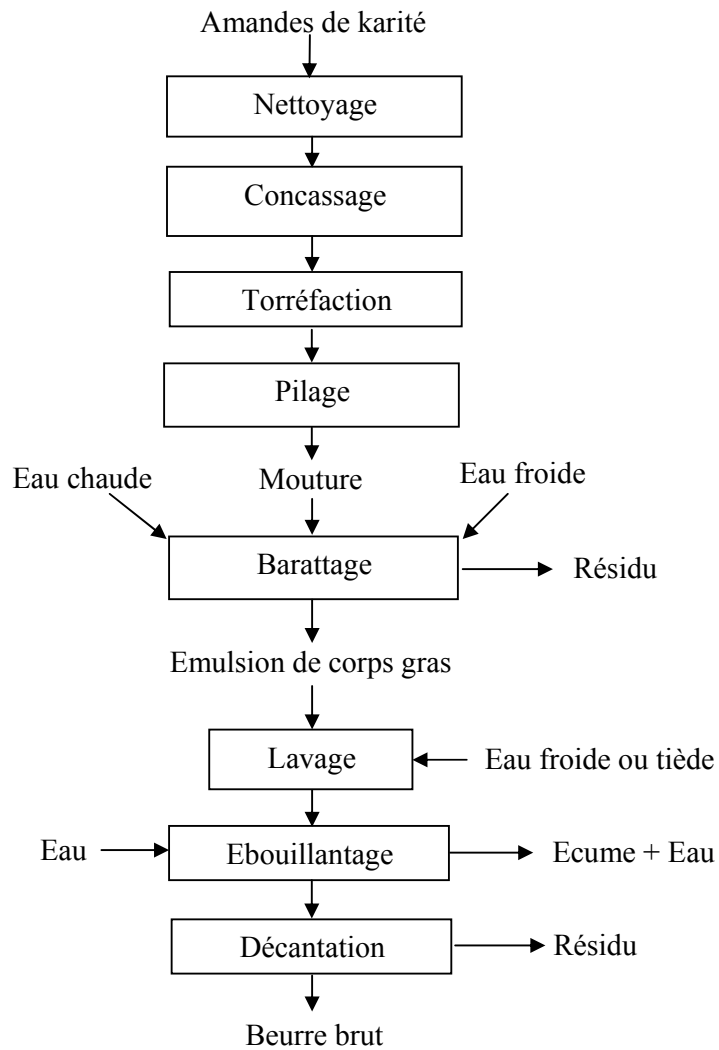 Amandes de karité
Nettoyage
Concassage
Torréfaction
Pilage
Eau chaude
Mouture
Eau froide
Barattage
Résidu
Emulsion de corps gras
Lavage
Eau froide ou tiède
Eau
Ebouillantage
Ecume + Eau
Décantation
Résidu
Beurre brut